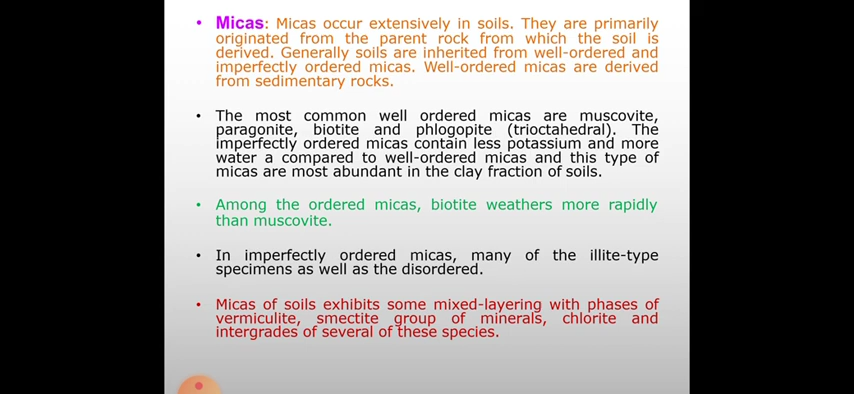 • Micas: Micas occur extensively in soils. They are primarily
originated from the parent rock from which the soil is
derived. Generally soils are inherited from well-ordered and
imperfectly ordered micas. Well-ordered micas are derived
from sedimentary rocks.
• The most common well ordered micas are muscovite,
paragonite, biotite and phlogopite (trioctahedral). The
imperfectly ordered micas contain less potassium and more
water a compared to well-ordered micas and this type of
micas are most abundant in the clay fraction of soils.
• Among the ordered micas, biotite weathers more rapidly
than muscovite.
• In imperfectly ordered micas, many of the illite-type
specimens as well as the disordered.
• Micas of soils exhibits some mixed-layering with phases of
vermiculite, smectite group of minerals, chlorite and
intergrades of several of these species.